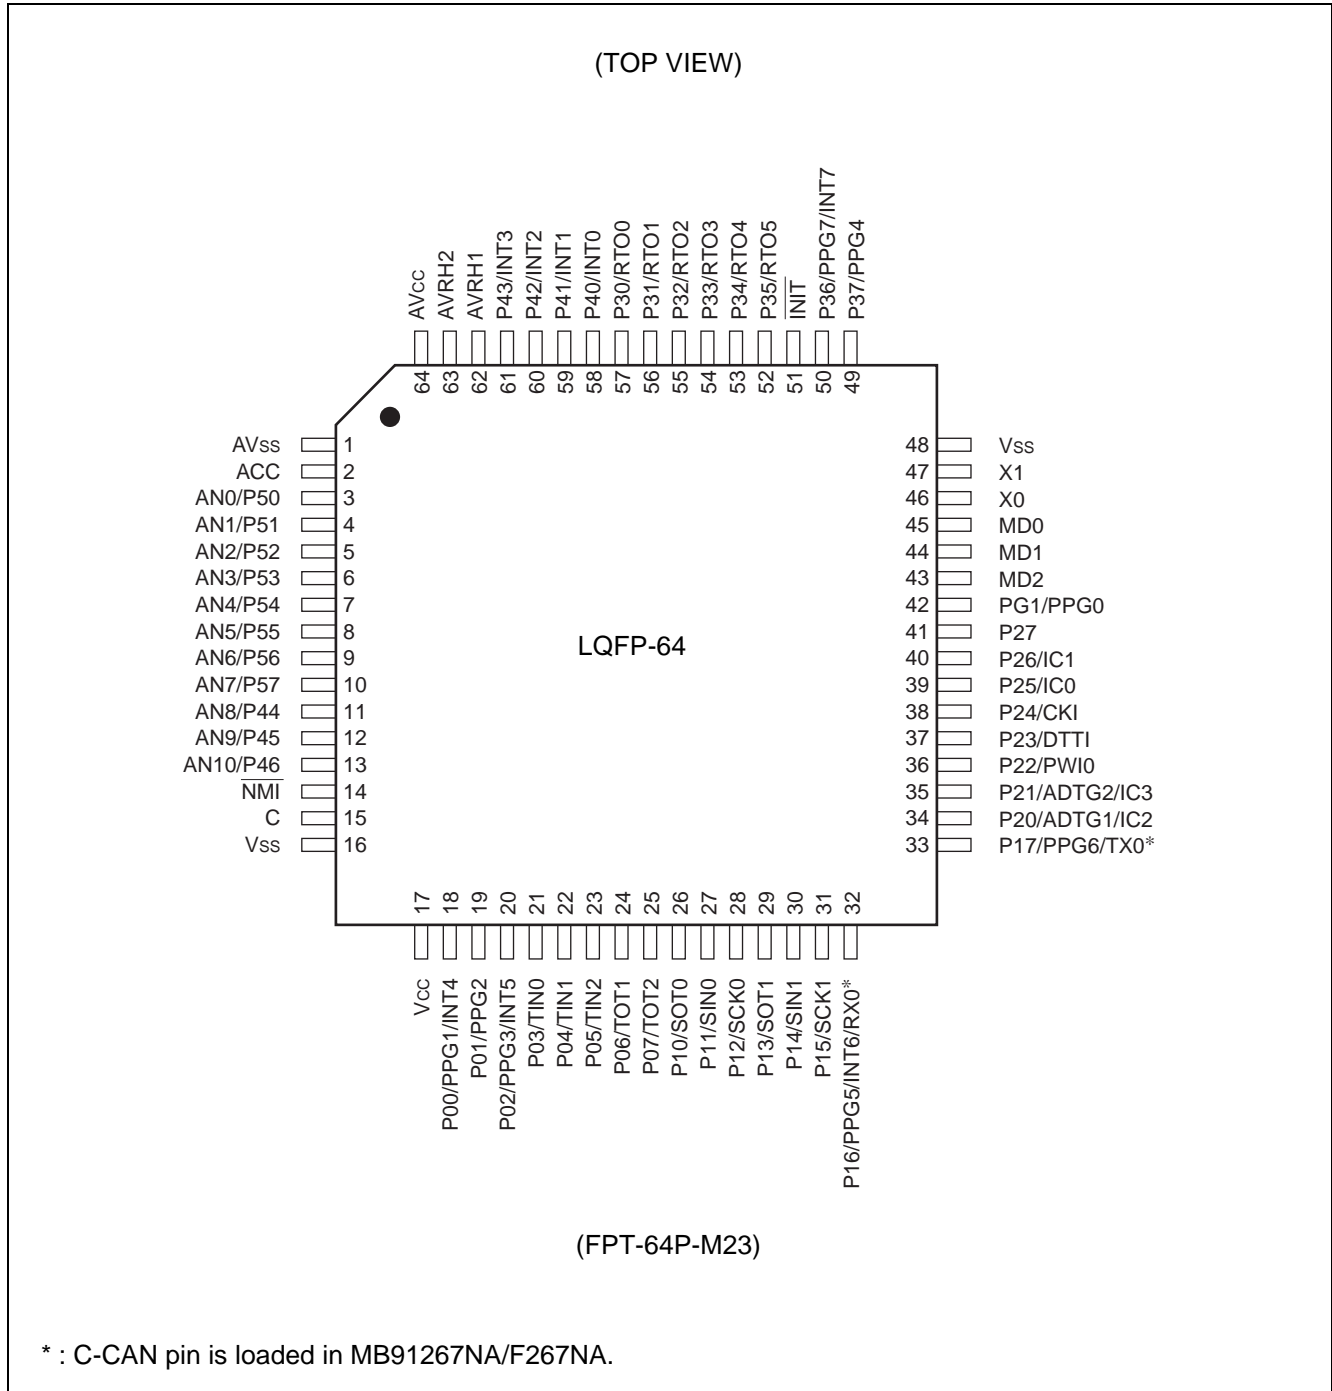 (TOP VIEW)
AVcc
AVRH2
AVRH1
P43/INT3
P42/INT2
P41/INT1
P40/INT0
P30/RTO0
P31/RTO1
P32/RTO2
P33/RTO3
P34/RTO4
P35/RTO5
INIT
P36/PPG7/INT7
P37/PPG4
64
63
62
61
60
59
58
57
56
55
54
53
52
51
50
49
AVss 1
ACC 2
AN0/P50 3
AN1/P51 4
AN2/P52 5
AN3/P53 6
AN4/P54 7
AN5/P55 8
AN6/P56 9
AN7/P57 10
AN8/P44 11
AN9/P45 12
AN10/P46 13
NMI 14
C 15
Vss 16
LQFP-64
48 Vss
47 X1
46 X0
45 MD0
44 MD1
43 MD2
42 PG1/PPG0
41 P27
40 P26/IC1
39 P25/IC0
38 P24/CKI
37 P23/DTTI
36 P22/PWI0
35 P21/ADTG2/IC3
34 P20/ADTG1/IC2
33 P17/PPG6/TX0*
17
18
19
20
21
22
23
24
25
26
27
28
29
30
31
32
Vcc
P00/PPG1/INT4
P01/PPG2
P02/PPG3/INT5
P03/TIN0
P04/TIN1
P05/TIN2
P06/TOT1
P07/TOT2
P10/SOT0
P11/SIN0
P12/SCK0
P13/SOT1
P14/SIN1
P15/SCK1
P16/PPG5/INT6/RX0*
(FPT-64P-M23)
* : C-CAN pin is loaded in MB91267NA/F267NA.